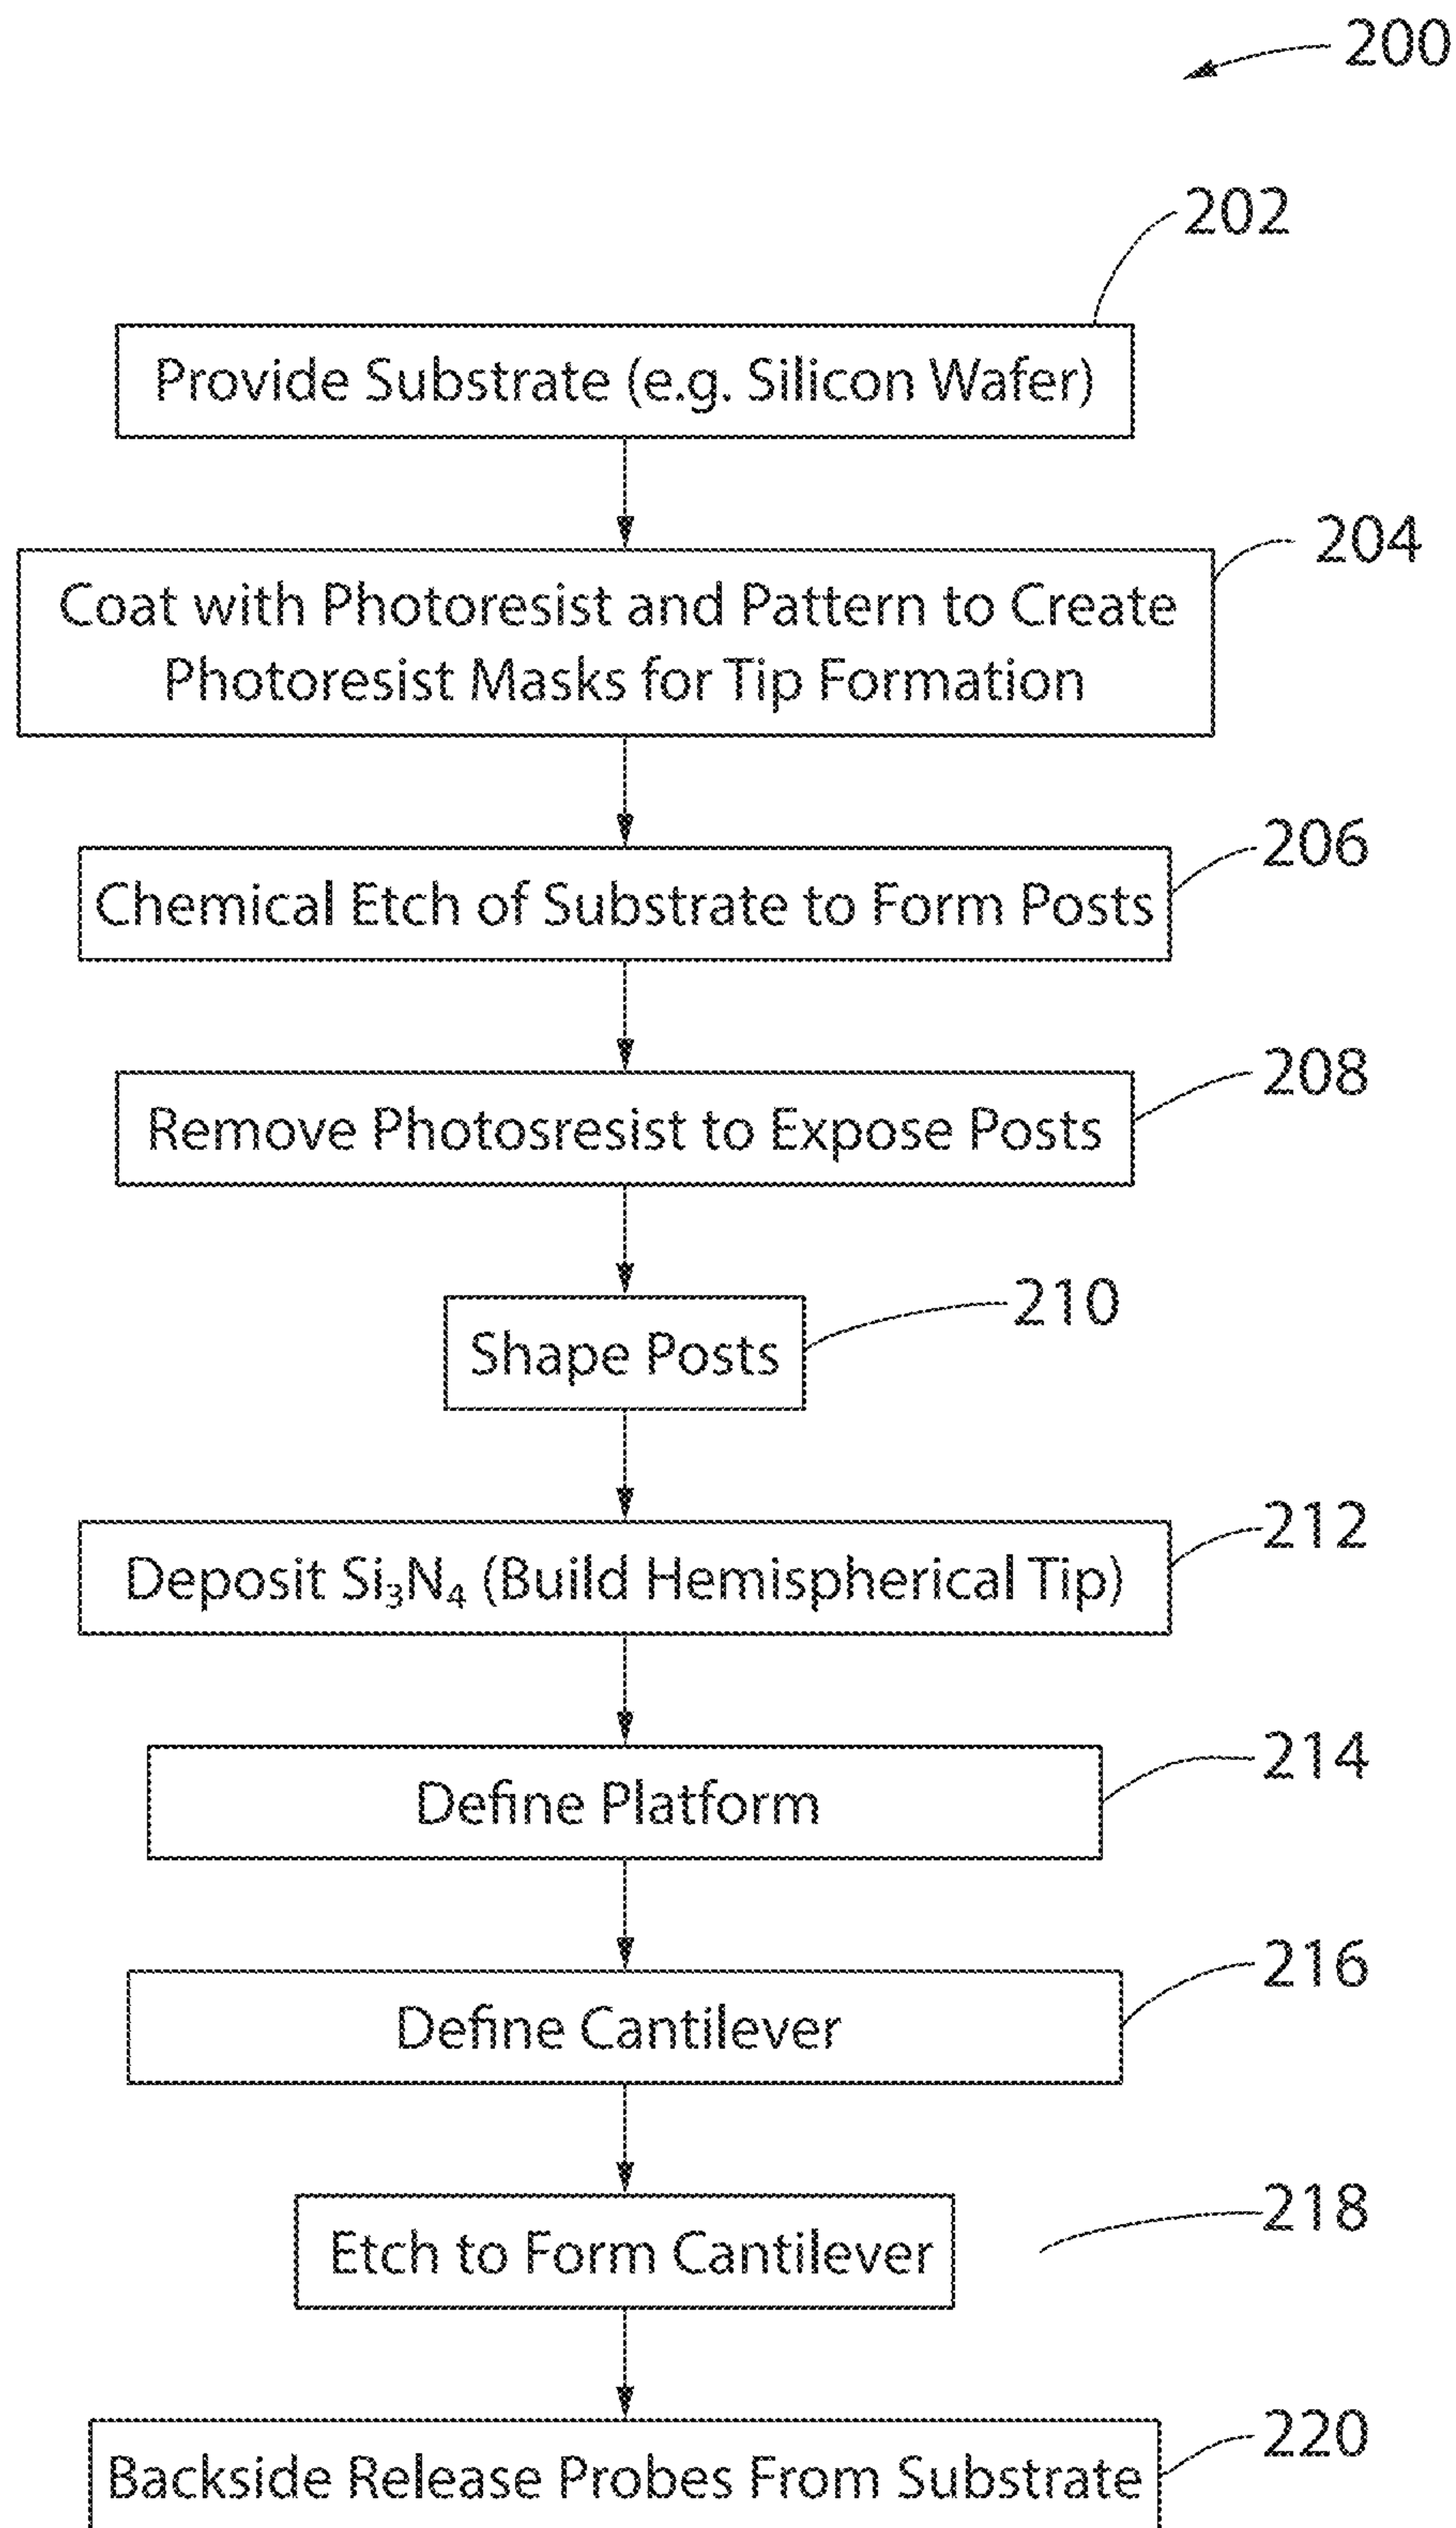 200
202
Provide Substrate (e.g. Silicon Wafer)
204
Coat with Photoresist and Pattern to Create
Photoresist Masks for Tip Formation
206
Chemical Etch of Substrate to Form Posts
208
Remove Photosresist to Expose Posts
210
Shape Posts
212
Deposit Si₃N₄ (Build Hemispherical Tip)
214
Define Platform
216
Define Cantilever
218
Etch to Form Cantilever
220
Backside Release Probes From Substrate